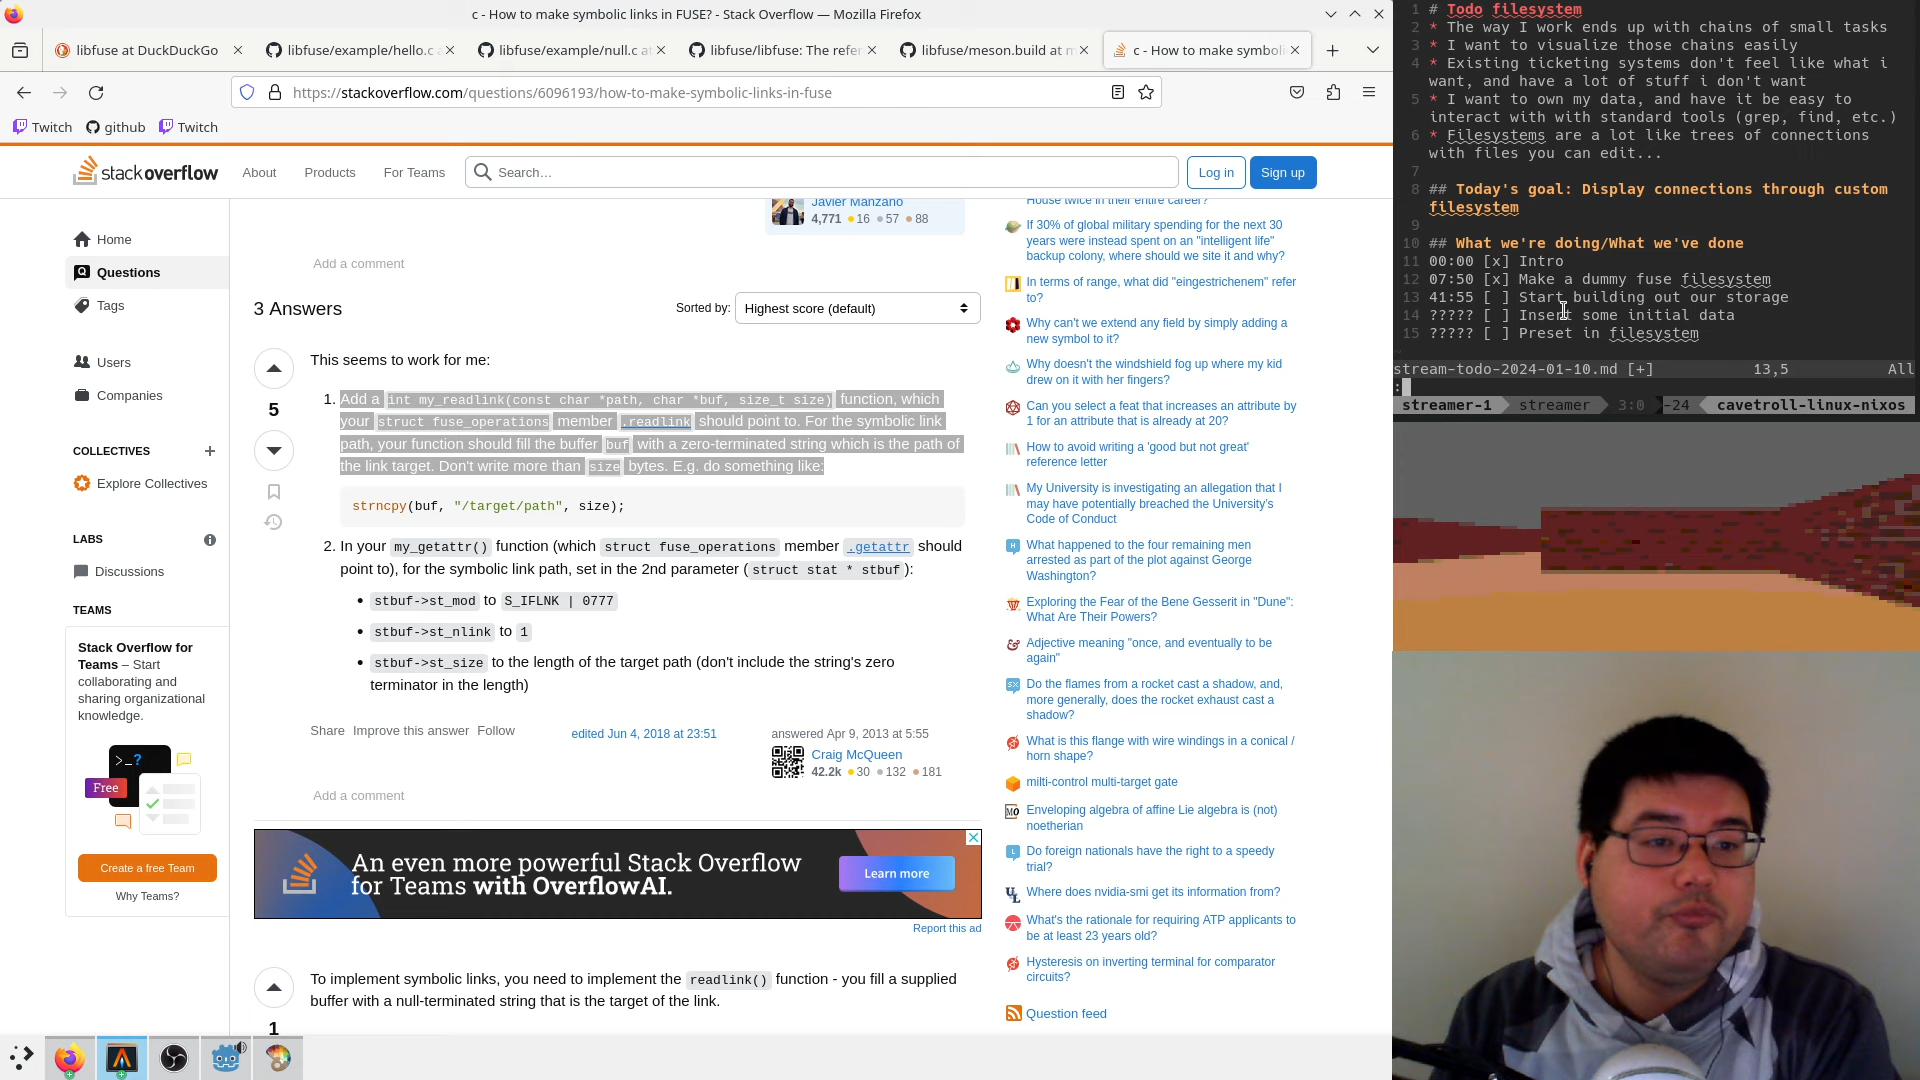 c - How to make symbolic links in FUSE? - Stack Overflow — Mozilla Firefox
libfuse at DuckDuckGo
libfuse/example/hello.c
libfuse/example/null.c at
libfuse/libfuse: The refer
libfuse/meson.build at m
c - How to make symboli
https://stackoverflow.com/questions/6096193/how-to-make-symbolic-links-in-fuse
Twitch
github
Twitch
stackoverflow
About
Products
For Teams
Search…
Log in
Sign up
Home
Questions
Tags
Users
Companies
COLLECTIVES
Explore Collectives
LABS
Discussions
TEAMS
Stack Overflow for
Teams – Start
collaborating and
sharing organizational
knowledge.
>_?
Free
Create a free Team
Why Teams?
Javier Manzano
4,771 16 57 88
Add a comment
3 Answers
Sorted by:
Highest score (default)
5
This seems to work for me:
1. Add a int my_readlink(const char *path, char *buf, size_t size) function, which
your struct fuse_operations member .readlink should point to. For the symbolic link
path, your function should fill the buffer buf with a zero-terminated string which is the path of
the link target. Don't write more than size bytes. E.g. do something like:
strncpy(buf, "/target/path", size);
2. In your my_getattr() function (which struct fuse_operations member .getattr should
point to), for the symbolic link path, set in the 2nd parameter (struct stat * stbuf):
• stbuf->st_mod to S_IFLNK | 0777
• stbuf->st_nlink to 1
• stbuf->st_size to the length of the target path (don't include the string's zero
terminator in the length)
Share Improve this answer Follow
edited Jun 4, 2018 at 23:51
answered Apr 9, 2013 at 5:55
Craig McQueen
42.2k 30 132 181
Add a comment
An even more powerful Stack Overflow
for Teams with OverflowAI.
Learn more
Report this ad
1
To implement symbolic links, you need to implement the readlink() function - you fill a supplied
buffer with a null-terminated string that is the target of the link.
House twice in their entire career?
If 30% of global military spending for the next 30
years were instead spent on an "intelligent life"
backup colony, where should we site it and why?
In terms of range, what did "eingestrichenem" refer
to?
Why can't we extend any field by simply adding a
new symbol to it?
Why doesn't the windshield fog up where my kid
drew on it with her fingers?
Can you select a feat that increases an attribute by
1 for an attribute that is already at 20?
How to avoid writing a 'good but not great'
reference letter
My University is investigating an allegation that I
may have potentially breached the University's
Code of Conduct
What happened to the four remaining men
arrested as part of the plot against George
Washington?
Exploring the Fear of the Bene Gesserit in "Dune":
What Are Their Powers?
Adjective meaning "once, and eventually to be
again"
Do the flames from a rocket cast a shadow, and,
more generally, does the rocket exhaust cast a
shadow?
What is this flange with wire windings in a conical /
horn shape?
milti-control multi-target gate
Enveloping algebra of affine Lie algebra is (not)
noetherian
Do foreign nationals have the right to a speedy
trial?
Where does nvidia-smi get its information from?
What's the rationale for requiring ATP applicants to
be at least 23 years old?
Hysteresis on inverting terminal for comparator
circuits?
Question feed
1 # Todo filesystem
2 * The way I work ends up with chains of small tasks
3 * I want to visualize those chains easily
4 * Existing ticketing systems don't feel like what i
want, and have a lot of stuff i don't want
5 * I want to own my data, and have it be easy to
interact with with standard tools (grep, find, etc.)
6 * Filesystems are a lot like trees of connections
with files you can edit...
7
8 ## Today's goal: Display connections through custom
filesystem
9
10 ## What we're doing/What we've done
11 00:00 [x] Intro
12 07:50 [x] Make a dummy fuse filesystem
13 41:55 [ ] Start building out our storage
14 ????? [ ] Insert some initial data
15 ????? [ ] Preset in filesystem
stream-todo-2024-01-10.md [+] 13,5 All
:
streamer-1 streamer 3:0 -24 cavetroll-linux-nixos